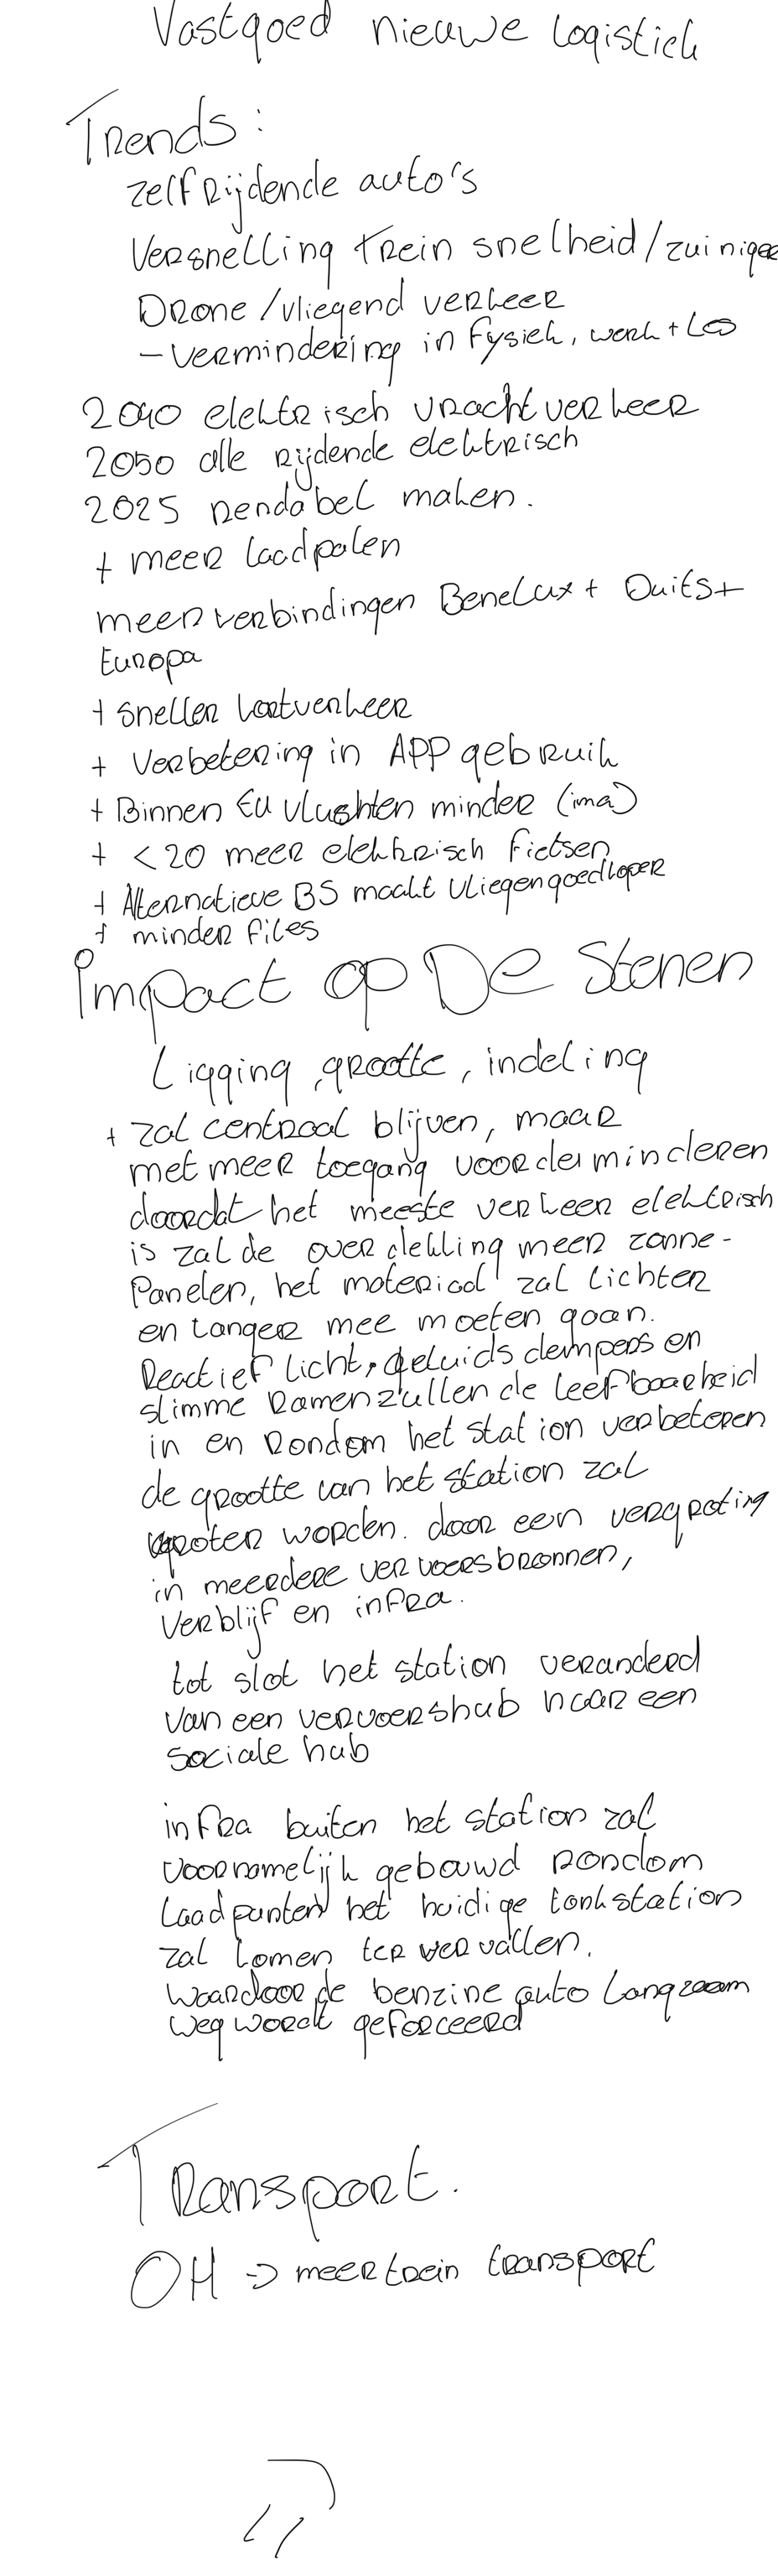 Vastgoed nieuwe logistiek
Trends:
zelfrijdende auto's
Versnelling trein snelheid/zuiniger
Drone/vliegend verkeer
- vermindering in fysiek, werk + les
2040 elektrisch vrachtverkeer
2050 alle rijdende elektrisch
2025 rendabel maken.
+ meer laadpalen
meer verbindingen Benelux + Duits +
Europa
+ sneller
+ Verbetering in APP gebruik
+ Binnen EU vluchten minder (ima)
+ <20 meer elektrisch fietsen
+ Alternatieve BS maakt vliegen goedkoper
+ minder files
impact op De Stenen
Ligging, grootte, indeling
+ zal centraal blijven, maar
met meer toegang voor de minderen
doordat het meeste verkeer elektrisch
is zal de overdekking meer zonne-
Panelen, het materiaal zal lichter
en langer mee moeten gaan.
Reactief licht, geluidsdempers en
slimme Ramen zullen de leefbaarheid
in en Rondom het station verbeteren
de grootte van het station zal
groter worden. door een vergroting
in meerdere vervoersbronnen,
Verblijf en infra.
tot slot het station veranderd
van een vervoershub naar een
sociale hub
infra buiten het station zal
voornamelijk gebouwd rondom
laadpunten het huidige tankstation
zal komen ter vervallen.
Waardoor de benzine auto langzaam
weg wordt geforceerd
Transport.
OH -> meer trein transport